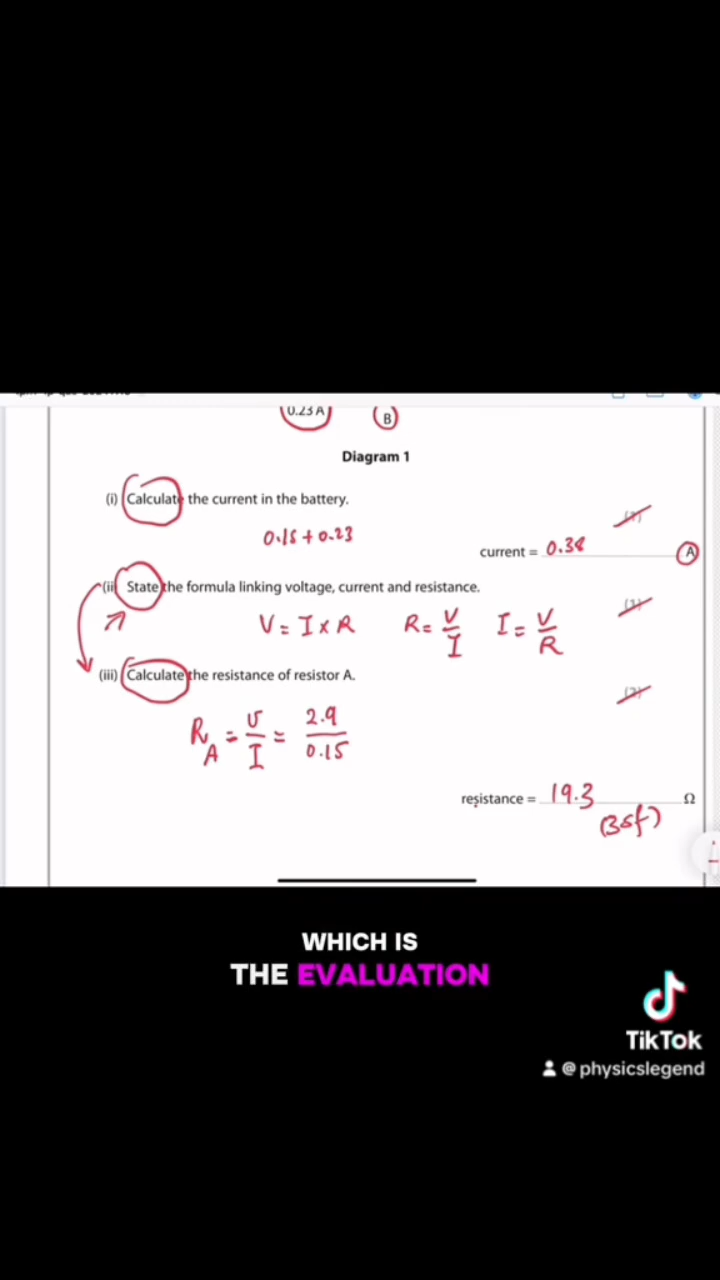 0.23 A B
Diagram 1
(i) Calculate the current in the battery.
0.15 + 0.23
current = 0.38 A
(ii) State the formula linking voltage, current and resistance.
V = I x R R = V/I I = V/R
(iii) Calculate the resistance of resistor A.
R_A = V/I = 2.9/0.15
resistance = 19.3 Ω
(3sf)
WHICH IS
THE EVALUATION
TikTok
@physicslegend